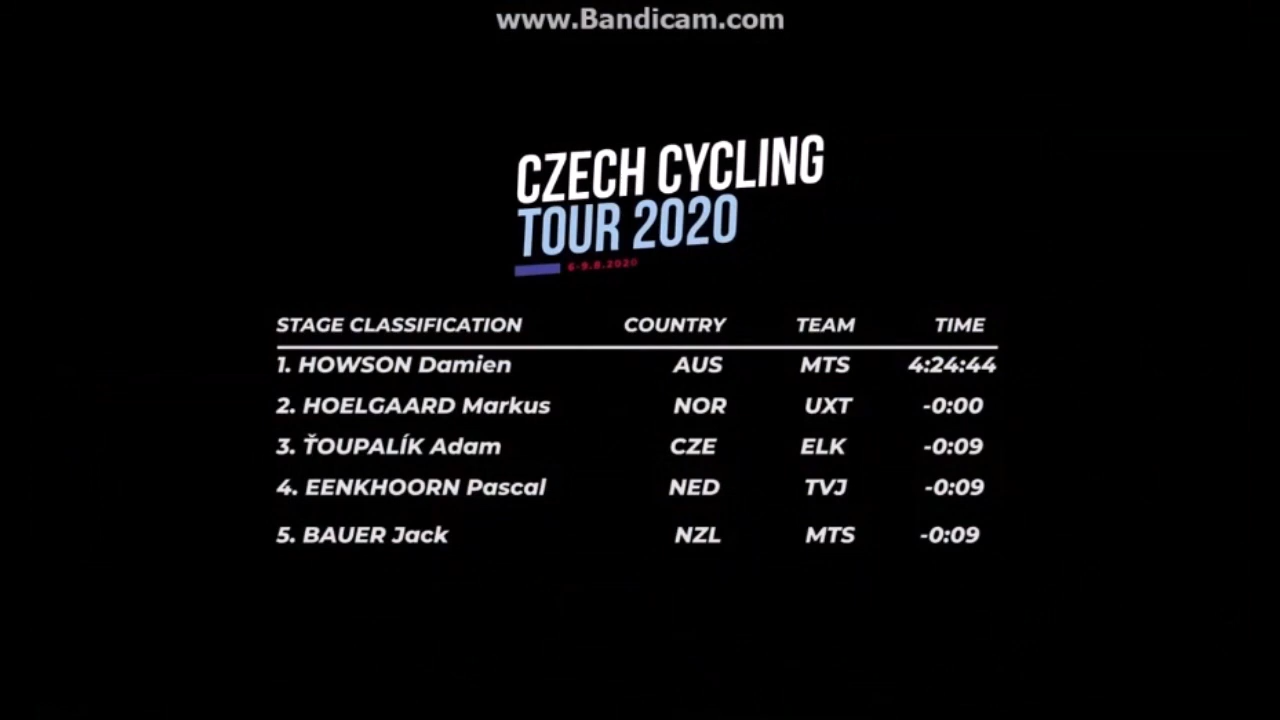 www.Bandicam.com
CZECH CYCLING
TOUR 2020
6-9.8.2020
STAGE CLASSIFICATION COUNTRY TEAM TIME
1. HOWSON Damien AUS MTS 4:24:44
2. HOELGAARD Markus NOR UXT -0:00
3. ŤOUPALÍK Adam CZE ELK -0:09
4. EENKHOORN Pascal NED TVJ -0:09
5. BAUER Jack NZL MTS -0:09